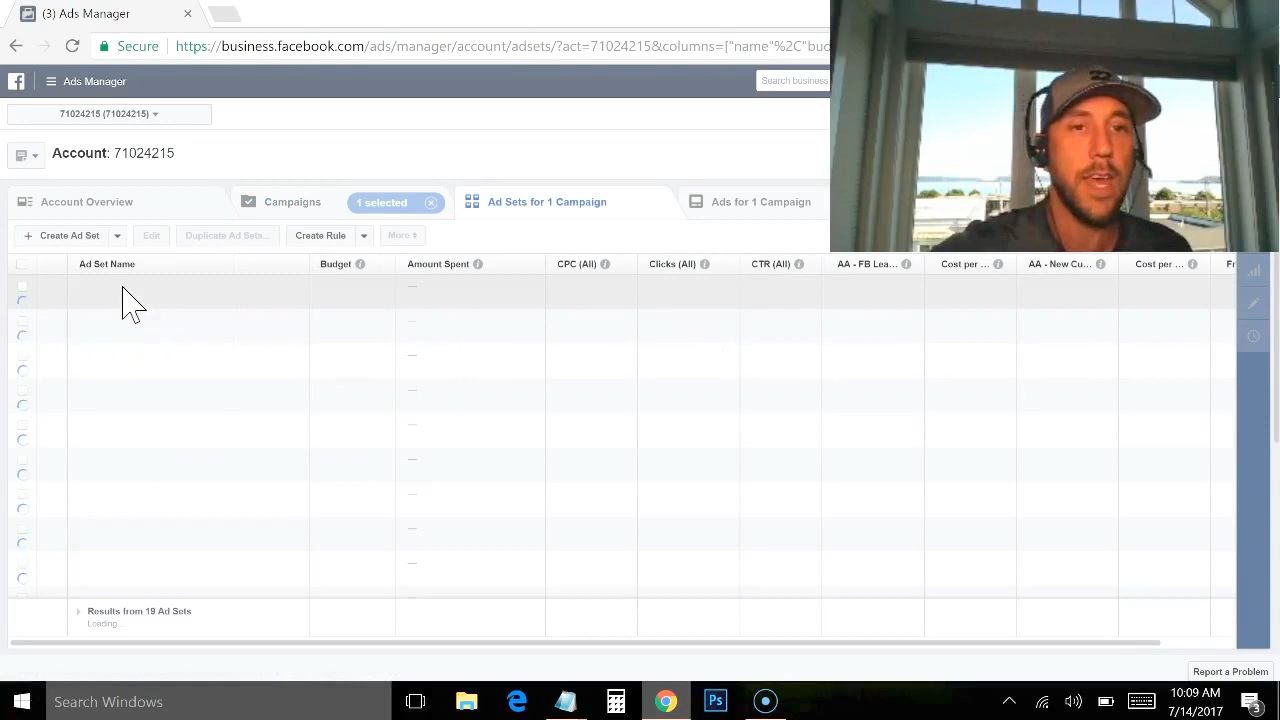 (3) Ads Manager
Secure
https://business.facebook.com/ads/manager/account/adsets/?act=71024215&columns=["name"%2C"bud
Ads Manager
Search business
71024215 (71024215)
Account: 71024215
Account Overview
Campaigns
1 selected
Ad Sets for 1 Campaign
Ads for 1 Campaign
+ Create Ad Set
Edit
Duplicate Ad Sets...
Create Rule
More
Ad Set Name
Budget
Amount Spent
CPC (All)
Clicks (All)
CTR (All)
AA - FB Lea...
Cost per ...
AA - New Cu...
Cost per ...
Fr
Results from 19 Ad Sets
Loading...
Report a Problem
Search Windows
Ps
10:09 AM
7/14/2017
3